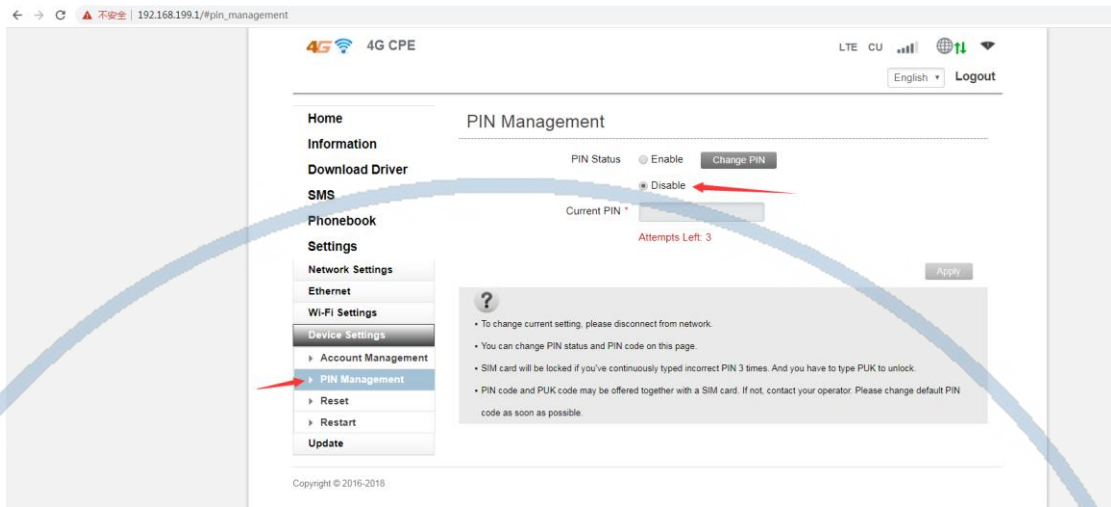 不安全 192.168.199.1/#pin_management
4G 4G CPE
LTE CU
English Logout
Home
Information
Download Driver
SMS
Phonebook
Settings
Network Settings
Ethernet
Wi-Fi Settings
Device Settings
Account Management
PIN Management
Reset
Restart
Update
PIN Management
PIN Status Enable Change PIN
Disable
Current PIN *
Attempts Left: 3
Apply
?
• To change current setting, please disconnect from network.
• You can change PIN status and PIN code on this page.
• SIM card will be locked if you've continuously typed incorrect PIN 3 times. And you have to type PUK to unlock.
• PIN code and PUK code may be offered together with a SIM card. If not, contact your operator. Please change default PIN
code as soon as possible.
Copyright © 2016-2018